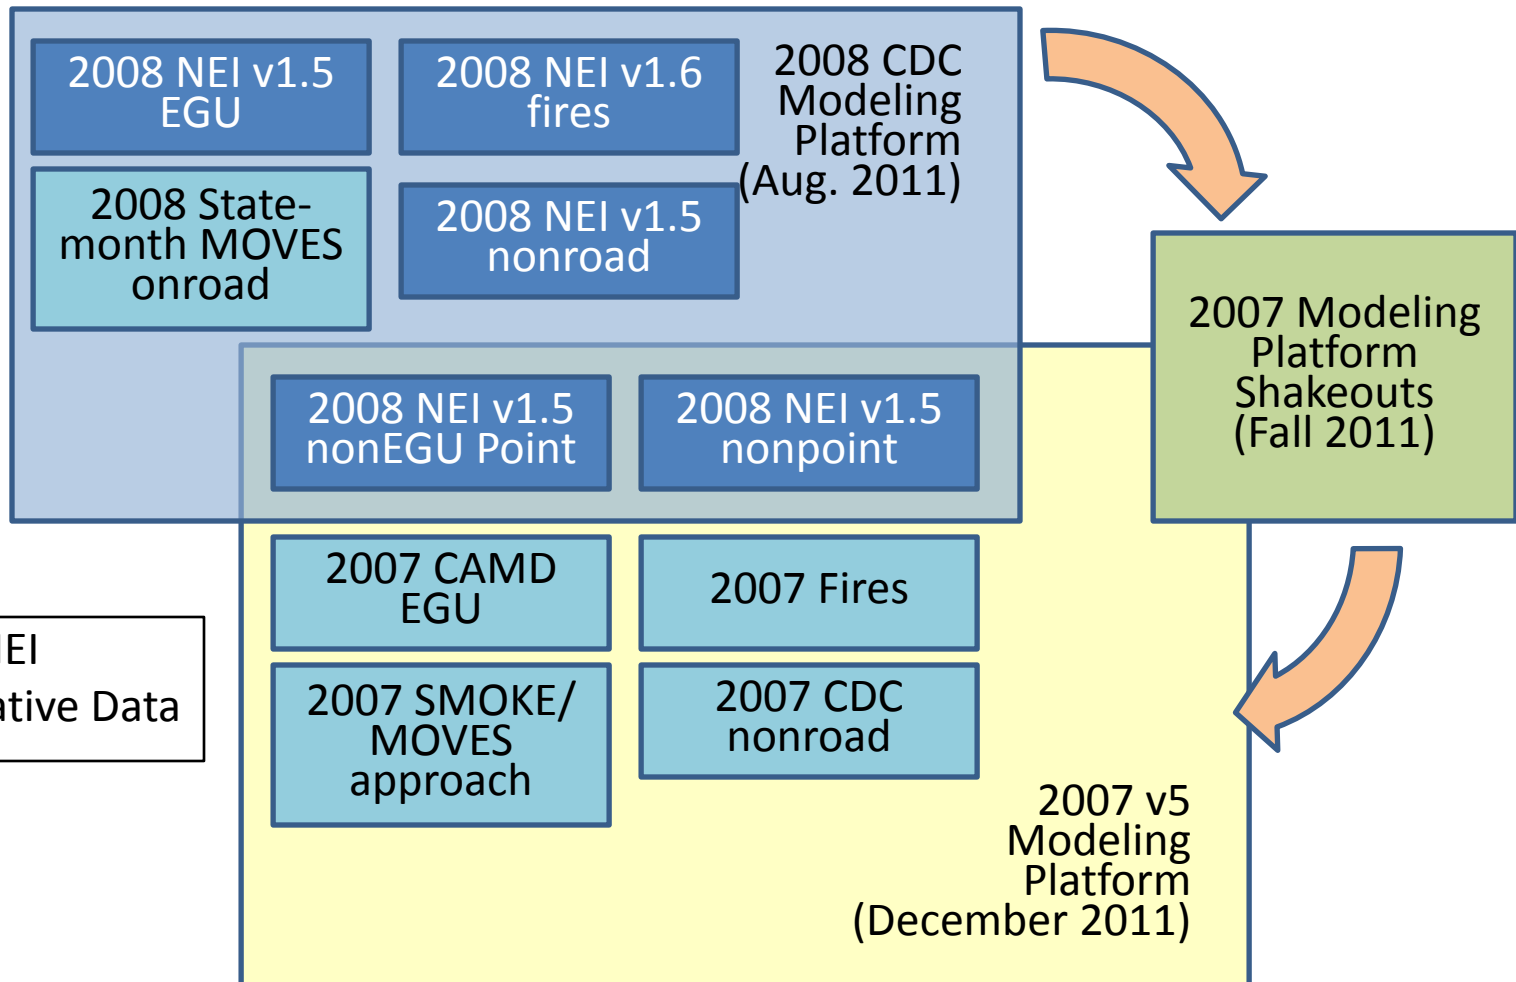 2008 NEI v1.5
EGU
2008 NEI v1.6
fires
2008 CDC
Modeling
Platform
(Aug. 2011)
2008 State-
month MOVES
onroad
2008 NEI v1.5
nonroad
2007 Modeling
Platform
Shakeouts
(Fall 2011)
2008 NEI v1.5
nonEGU Point
2008 NEI v1.5
nonpoint
2007 CAMD
EGU
2007 Fires
Data
2007 SMOKE/
MOVES
approach
2007 CDC
nonroad
2007 v5
Modeling
Platform
(December 2011)